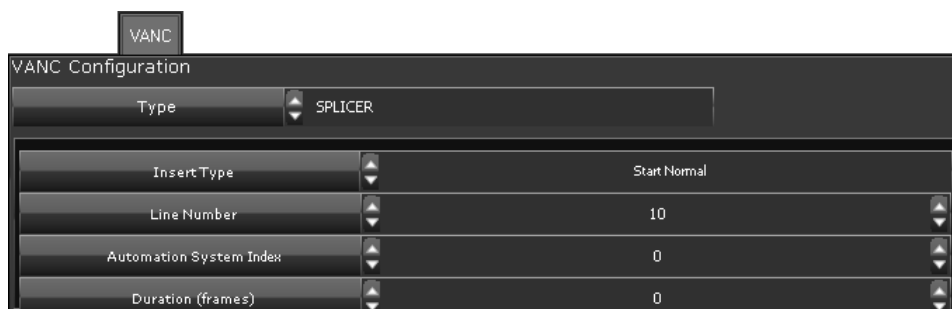 VANC
VANC Configuration
Type SPLICER
Insert Type Start Normal
Line Number 10
Automation System Index 0
Duration (frames) 0